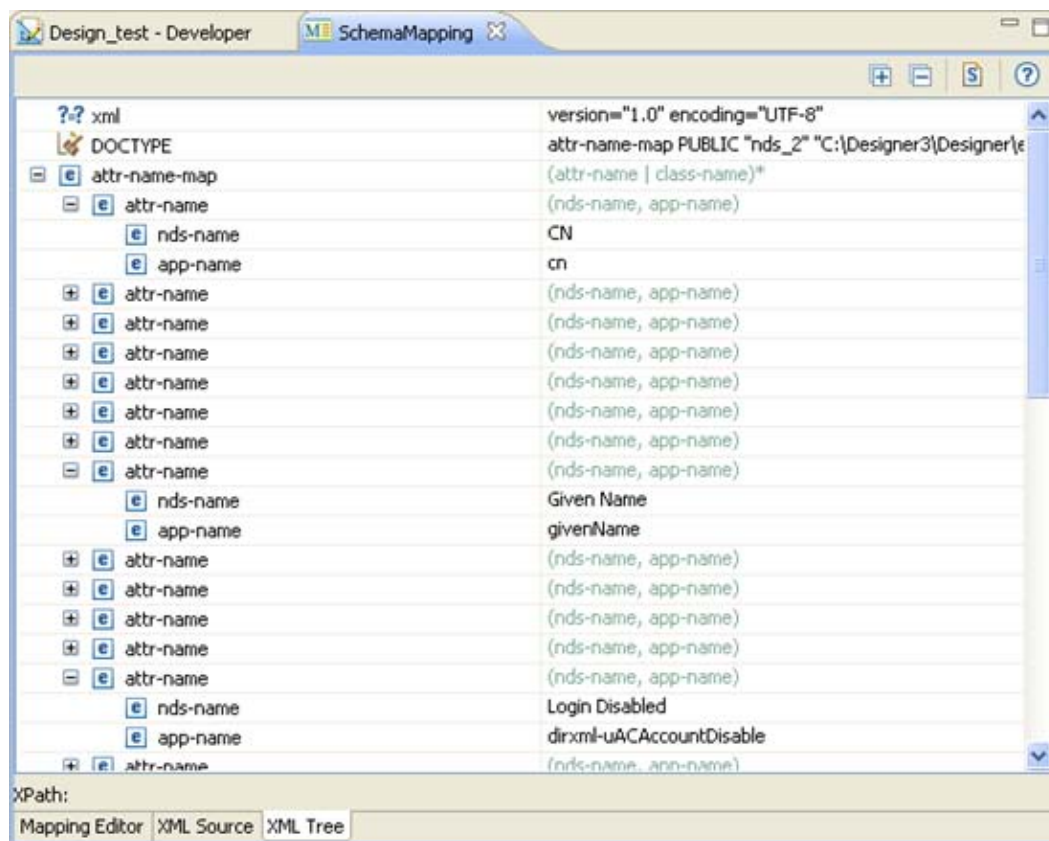 Design_test - Developer SchemaMapping
?=? xml version="1.0" encoding="UTF-8"
DOCTYPE attr-name-map PUBLIC "nds_2" "C:\Designer3\Designer\e
e attr-name-map (attr-name | class-name)*
e attr-name (nds-name, app-name)
e nds-name CN
e app-name cn
e attr-name (nds-name, app-name)
e attr-name (nds-name, app-name)
e attr-name (nds-name, app-name)
e attr-name (nds-name, app-name)
e attr-name (nds-name, app-name)
e attr-name (nds-name, app-name)
e attr-name (nds-name, app-name)
e nds-name Given Name
e app-name givenName
e attr-name (nds-name, app-name)
e attr-name (nds-name, app-name)
e attr-name (nds-name, app-name)
e attr-name (nds-name, app-name)
e attr-name (nds-name, app-name)
e nds-name Login Disabled
e app-name dirxml-uACAccountDisable
e attr-name (nds-name, app-name)
XPath:
Mapping Editor XML Source XML Tree